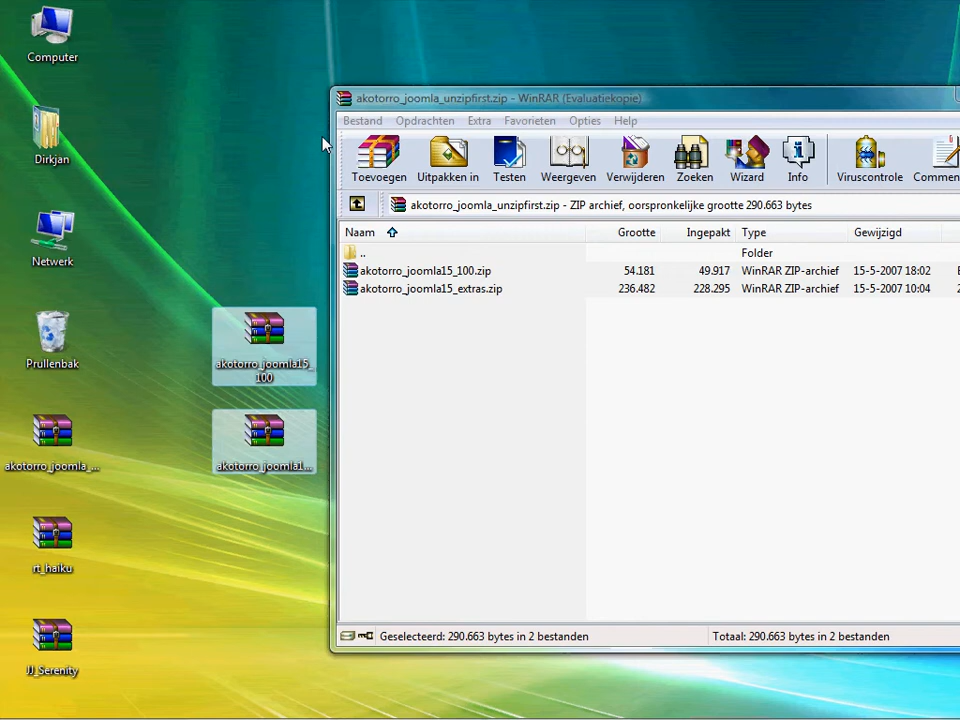 Computer
Dirkjan
Netwerk
Prullenbak
akotorro_joomla_...
rt_haiku
JJ_Serenity
akotorro_joomla15_
100
akotorro_joomla1...
akotorro_joomla_unzipfirst.zip - WinRAR (Evaluatiekopie)
Bestand Opdrachten Extra Favorieten Opties Help
Toevoegen Uitpakken in Testen Weergeven Verwijderen Zoeken Wizard Info Viruscontrole Commen
akotorro_joomla_unzipfirst.zip - ZIP archief, oorspronkelijke grootte 290.663 bytes
Naam Grootte Ingepakt Type Gewijzigd
.. Folder
akotorro_joomla15_100.zip 54.181 49.917 WinRAR ZIP-archief 15-5-2007 18:02
akotorro_joomla15_extras.zip 236.482 228.295 WinRAR ZIP-archief 15-5-2007 10:04
Geselecteerd: 290.663 bytes in 2 bestanden Totaal: 290.663 bytes in 2 bestanden